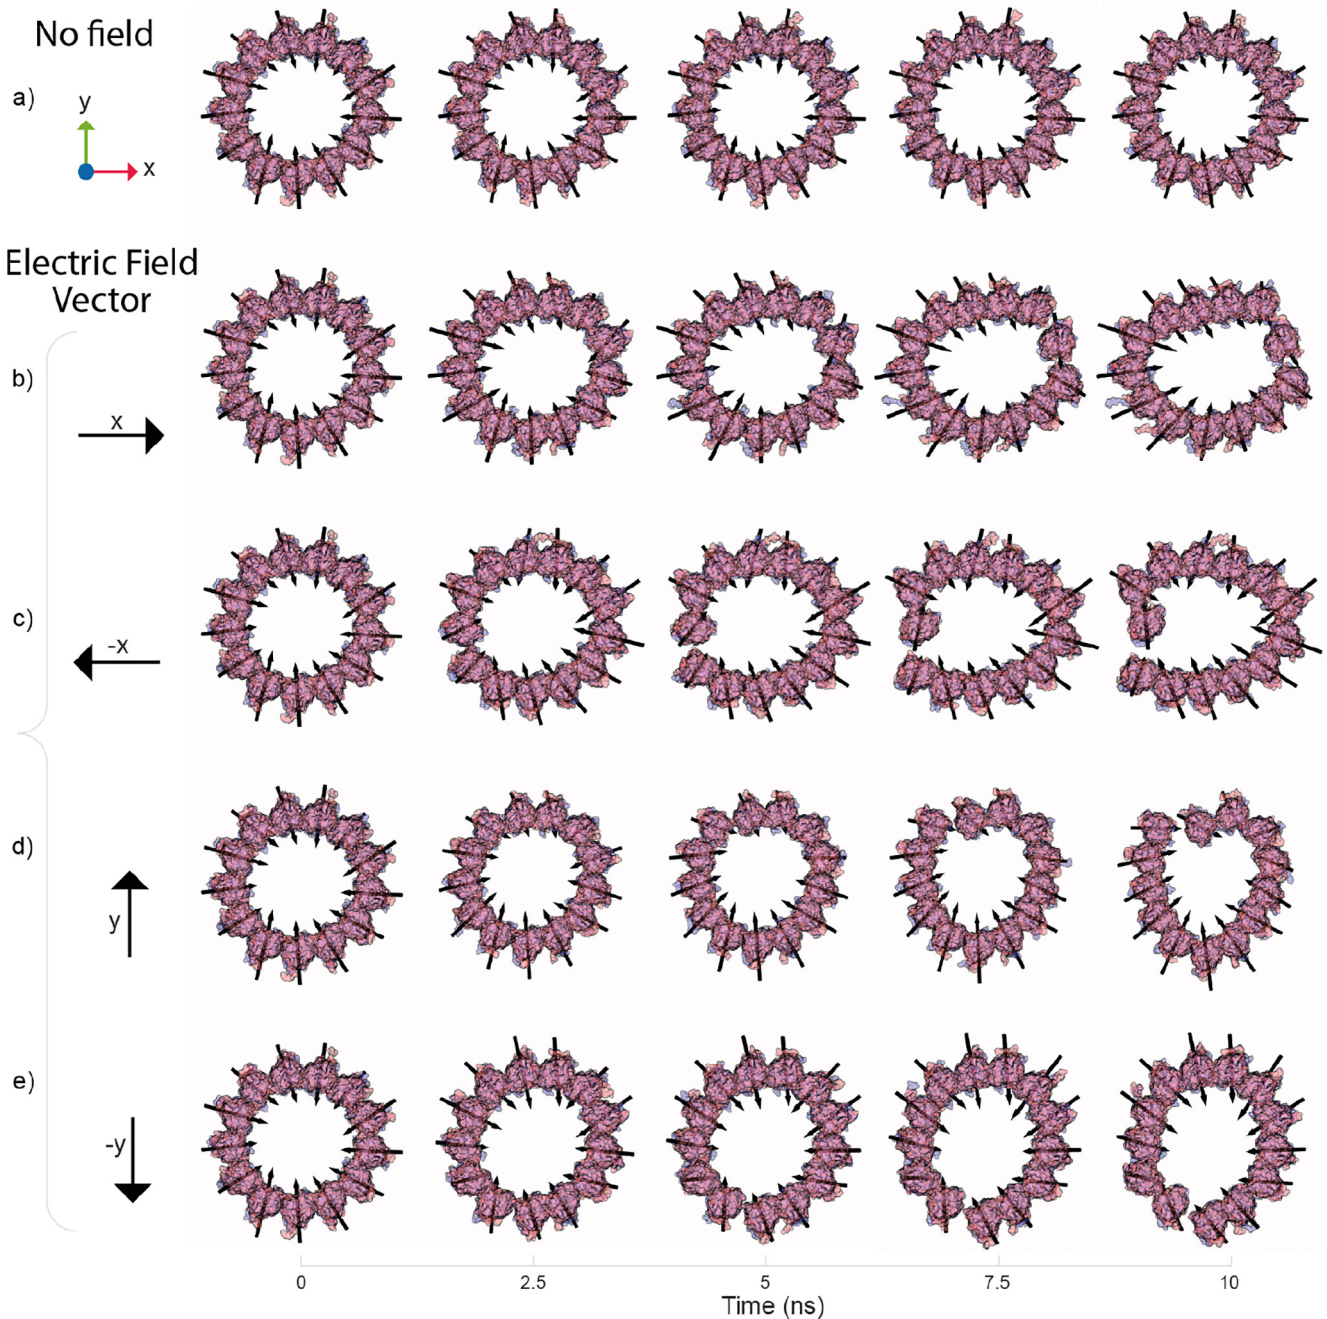 No field
a)
y
x
Electric Field
Vector
b)
x
c)
-x
d)
y
e)
-y
0
2.5
5
7.5
10
Time (ns)